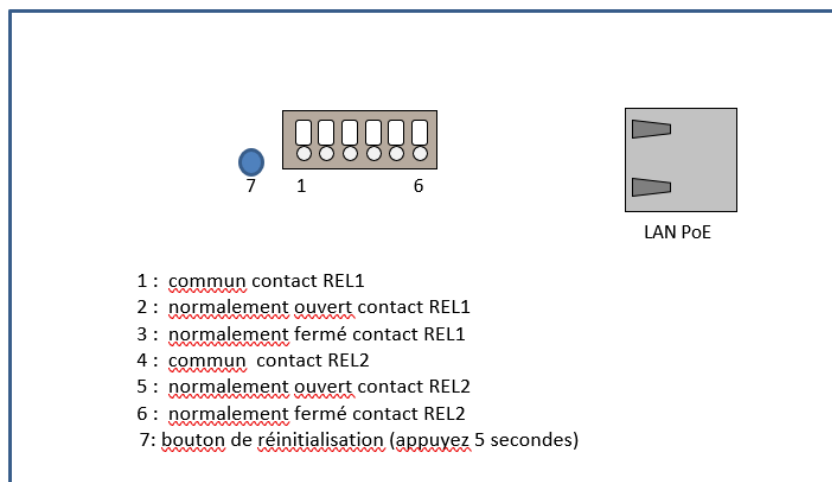 7 1 6
LAN PoE
1 : commun contact REL1
2 : normalement ouvert contact REL1
3 : normalement fermé contact REL1
4 : commun contact REL2
5 : normalement ouvert contact REL2
6 : normalement fermé contact REL2
7: bouton de réinitialisation (appuyez 5 secondes)